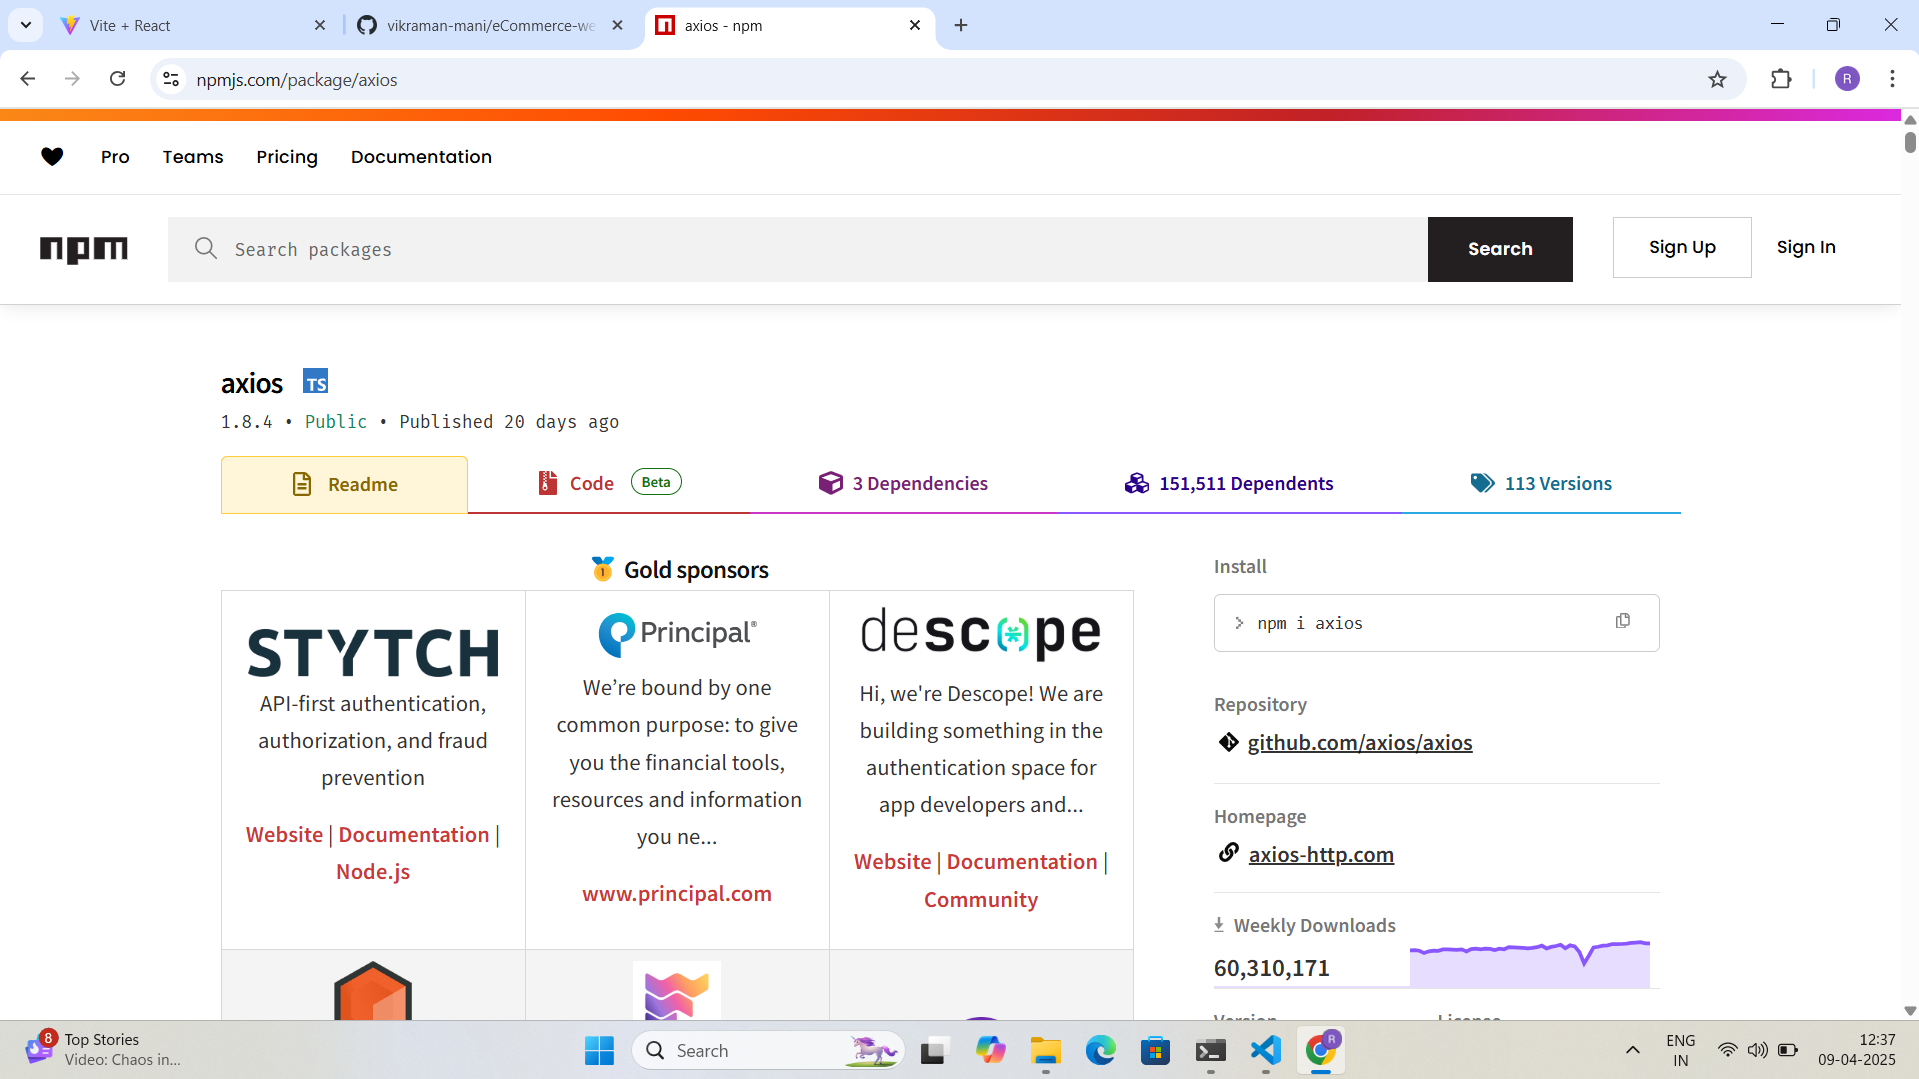 Vite + React
vikraman-mani/eCommerce-we
axios - npm
npmjs.com/package/axios
R
Pro
Teams
Pricing
Documentation
npm
Search packages
Search
Sign Up
Sign In
axios
TS
1.8.4 • Public • Published 20 days ago
Readme
Code
Beta
3 Dependencies
151,511 Dependents
113 Versions
1
Gold sponsors
STYTCH
API-first authentication,
authorization, and fraud
prevention
Website | Documentation |
Node.js
Principal®
We’re bound by one
common purpose: to give
you the financial tools,
resources and information
you ne...
www.principal.com
descope
Hi, we're Descope! We are
building something in the
authentication space for
app developers and...
Website | Documentation |
Community
Install
> npm i axios
Repository
github.com/axios/axios
Homepage
axios-http.com
Weekly Downloads
60,310,171
Version
License
8
Top Stories
Video: Chaos in...
Search
R
ENG
IN
12:37
09-04-2025